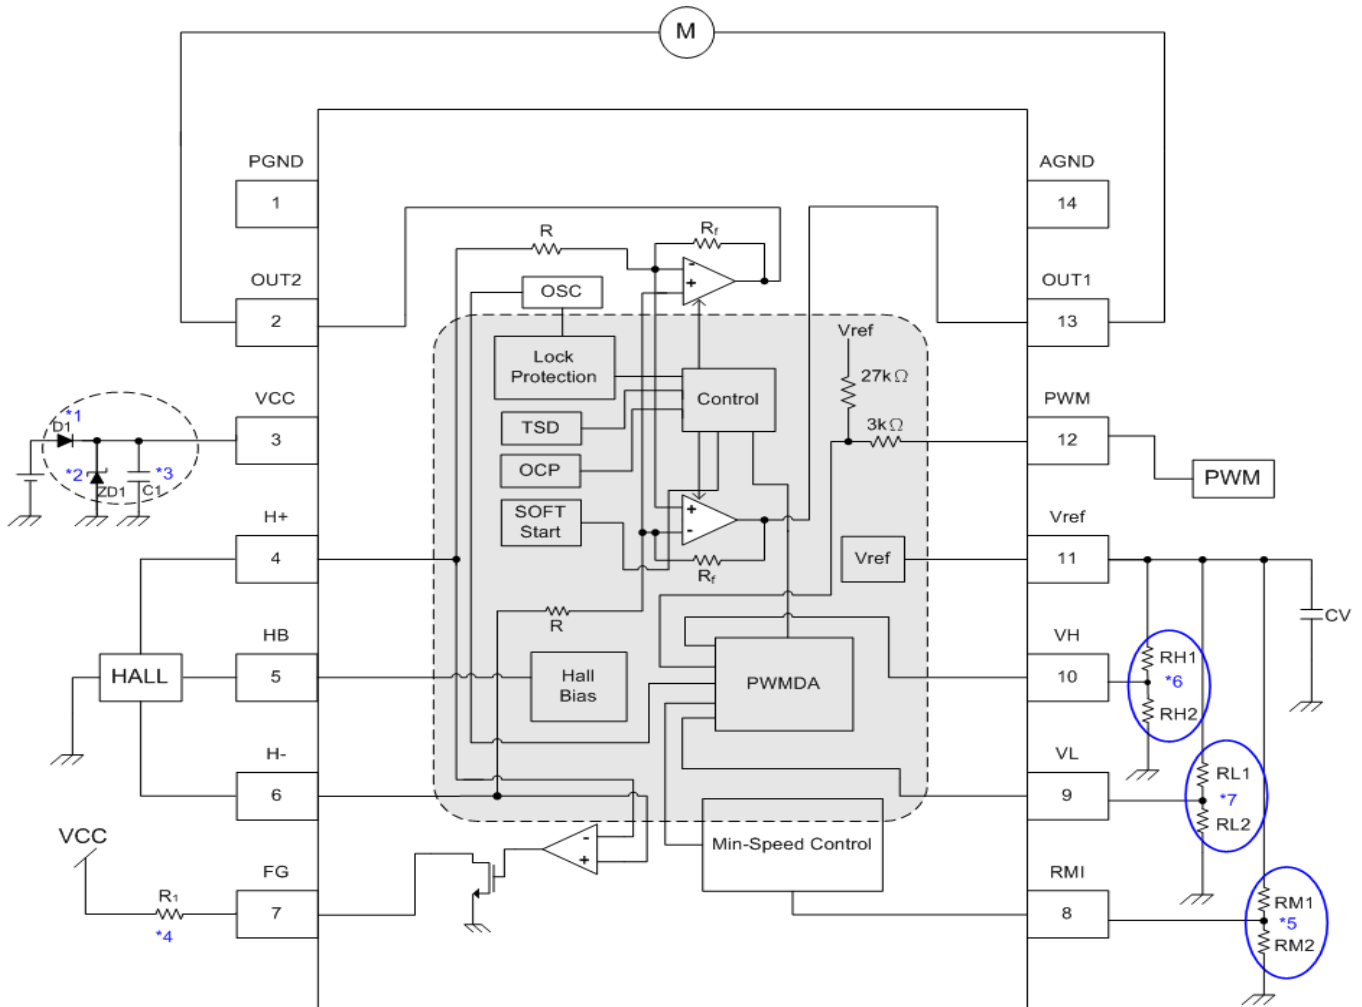 M
PGND
1
AGND
14
R
Rf
OUT2
2
OSC
OUT1
13
Vref
Lock
Protection
27kΩ
Control
VCC
3
*1
D1
*2
ZD1
*3
C1
TSD
3kΩ
PWM
12
OCP
PWM
SOFT
Start
H+
4
Vref
11
Vref
Rf
R
CV
HB
5
HALL
Hall
Bias
PWMDA
VH
10
RH1
*6
RH2
H-
6
VL
9
RL1
*7
RL2
VCC
Min-Speed Control
FG
7
R1
*4
RMI
8
RM1
*5
RM2
-
+
+
-
-
+